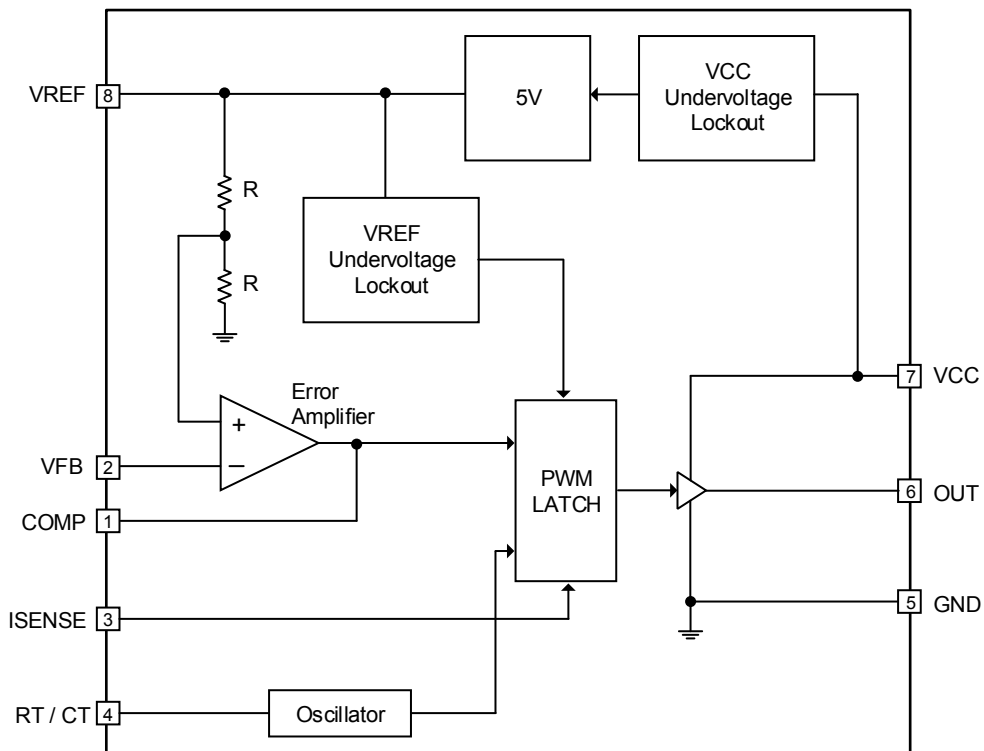 VREF 8
5V
VCC
Undervoltage
Lockout
R
VREF
Undervoltage
Lockout
R
7 VCC
Error
Amplifier
+
−
VFB 2
PWM
LATCH
6 OUT
COMP 1
5 GND
ISENSE 3
RT / CT 4
Oscillator